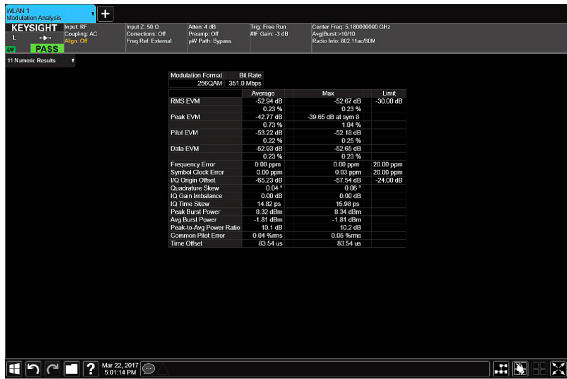 WLAN 1
Modulation Analysis
KEYSIGHT Input: RF Input Z: 50 Ω Atten: 4 dB Trig: Free Run Center Freq: 5.180000000 GHz
L Coupling: AC Corrections: Off Preamp: Off #IF Gain: -3 dB Avg|Burst:>10/10
Align: Off Freq Ref: External µW Path: Bypass Radio Info: 802.11ac/80M
PASS
11 Numeric Results
Modulation Format Bit Rate
256QAM 351.0 Mbps
Average Max Limit
RMS EVM -52.94 dB -52.67 dB -30.00 dB
0.23 % 0.23 %
Peak EVM -42.77 dB -39.65 dB at sym 8
0.73 % 1.04 %
Pilot EVM -53.22 dB -52.18 dB
0.22 % 0.25 %
Data EVM -52.93 dB -52.65 dB
0.23 % 0.23 %
Frequency Error 0.00 ppm 0.00 ppm 20.00 ppm
Symbol Clock Error 0.00 ppm 0.03 ppm 20.00 ppm
I/Q Origin Offset -65.23 dB -57.54 dB -24.00 dB
Quadrature Skew 0.04 ° 0.06 °
IQ Gain Imbalance 0.00 dB 0.00 dB
IQ Time Skew 14.82 ps 15.98 ps
Peak Burst Power 8.32 dBm 8.34 dBm
Avg Burst Power -1.81 dBm -1.81 dBm
Peak-to-Avg Power Ratio 10.1 dB 10.2 dB
Common Pilot Error 0.04 %rms 0.05 %rms
Time Offset 83.54 us 83.54 us
Mar 22, 2017
5:01:14 PM